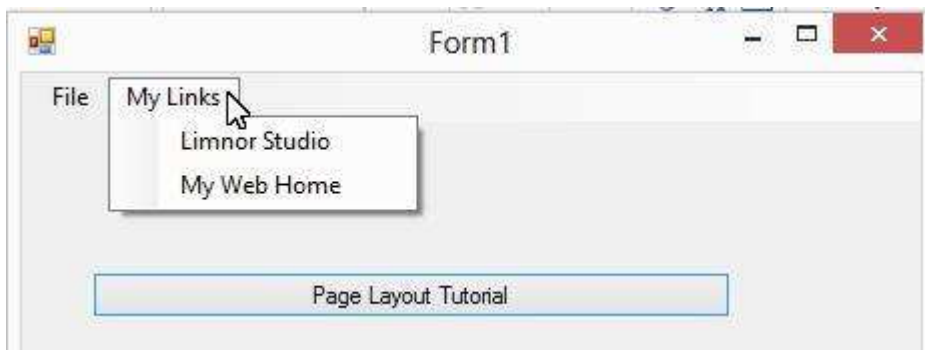 Form1
File My Links
Limnor Studio
My Web Home
Page Layout Tutorial